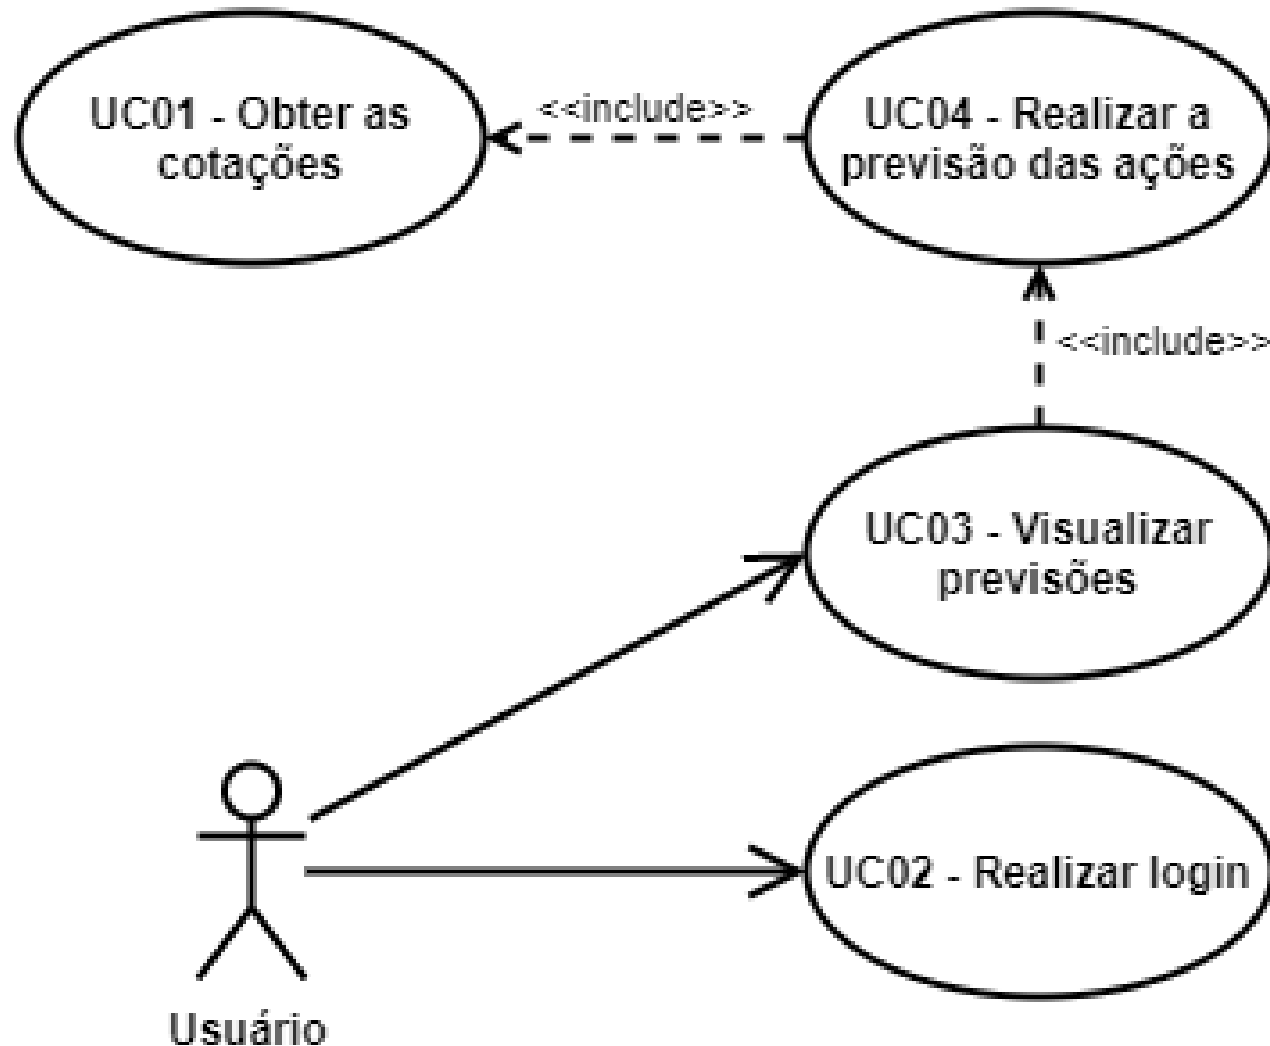 UC01 - Obter as
cotações
<<include>>
UC04 - Realizar a
previsão das ações
<<include>>
UC03 - Visualizar
previsões
UC02 - Realizar login
Usuário